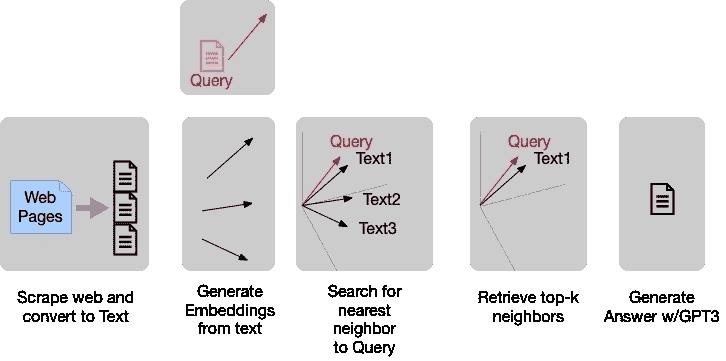 Query
Web
Pages
Query
Text1
Text2
Text3
Query
Text1
Scrape web and
convert to Text
Generate
Embeddings
from text
Search for
nearest
neighbor
to Query
Retrieve top-k
neighbors
Generate
Answer w/GPT3